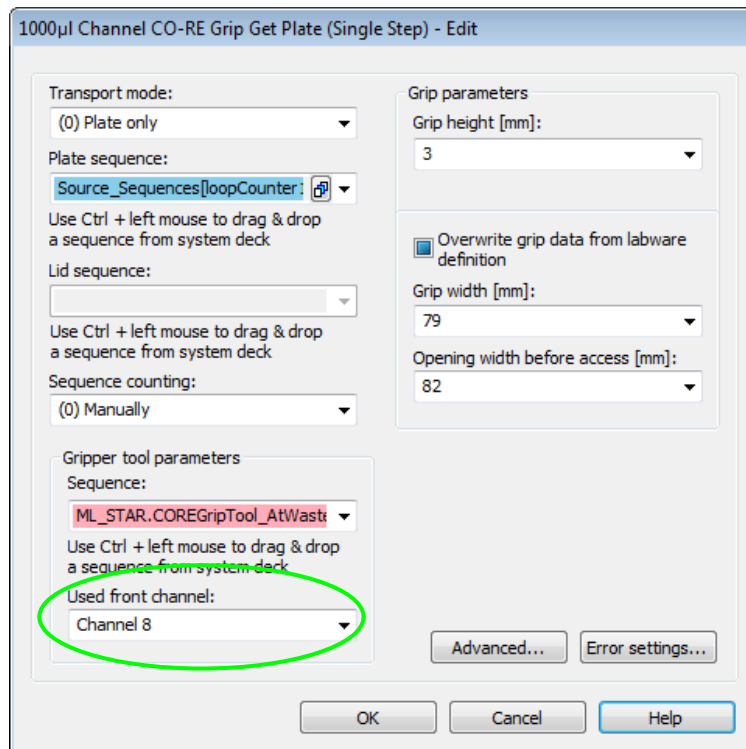 1000µl Channel CO-RE Grip Get Plate (Single Step) - Edit
Transport mode:
(0) Plate only
Plate sequence:
Source_Sequences[loopCounter1
Use Ctrl + left mouse to drag & drop
a sequence from system deck
Lid sequence:
Use Ctrl + left mouse to drag & drop
a sequence from system deck
Sequence counting:
(0) Manually
Gripper tool parameters
Sequence:
ML_STAR.COREGripTool_AtWaste
Use Ctrl + left mouse to drag & drop
a sequence from system deck
Used front channel:
Channel 8
Grip parameters
Grip height [mm]:
3
Overwrite grip data from labware
definition
Grip width [mm]:
79
Opening width before access [mm]:
82
Advanced...
Error settings...
OK
Cancel
Help